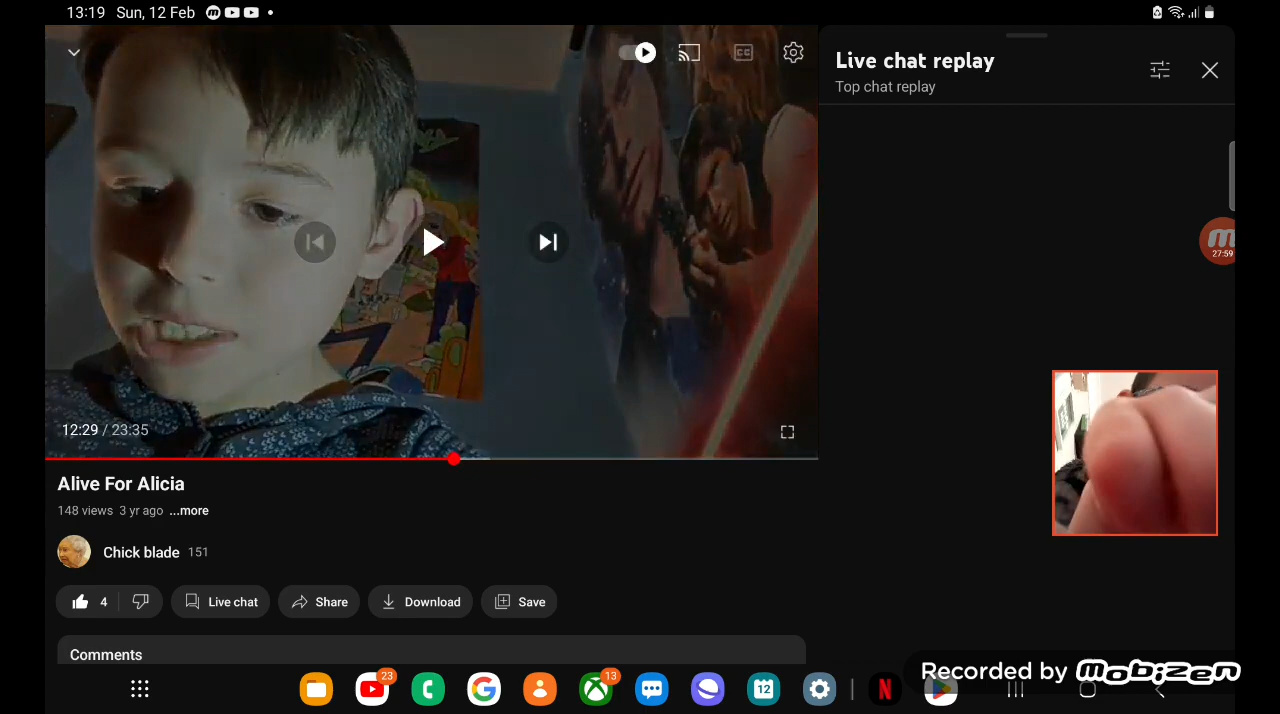 13:19 Sun, 12 Feb
Live chat replay
Top chat replay
CC
27:59
12:29 / 23:35
Alive For Alicia
148 views 3 yr ago ...more
Chick blade 151
4 Live chat Share Download Save
Comments
23
13
12
Recorded by Mobizen